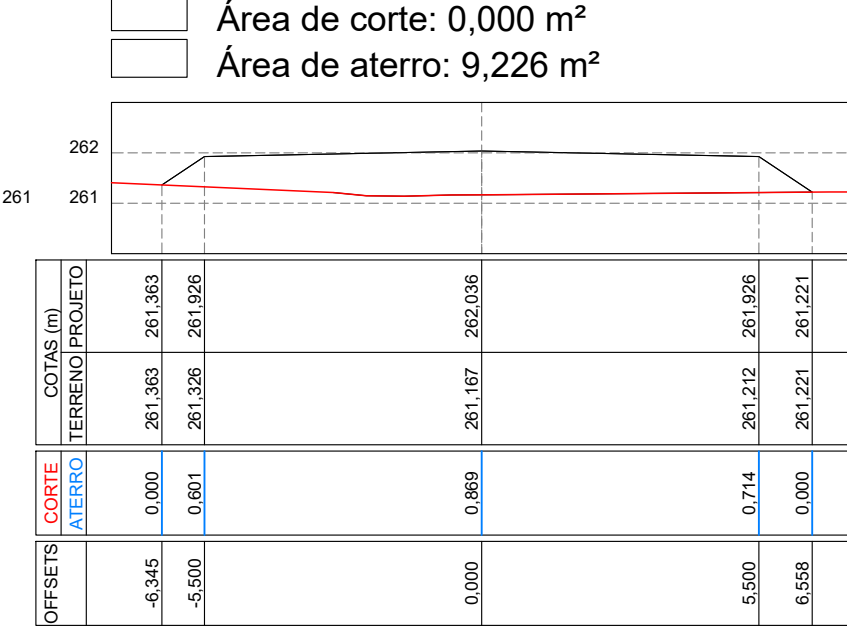 Área de corte: 0,000 m²
Área de aterro: 9,226 m²
262
261 261
COTAS (m)
PROJETO 261,363 261,926 262,036 261,926 261,221
TERRENO 261,363 261,326 261,167 261,212 261,221
CORTE
ATERRO 0,000 0,601 0,869 0,714 0,000
OFFSETS -6,345 -5,500 0,000 5,500 6,558